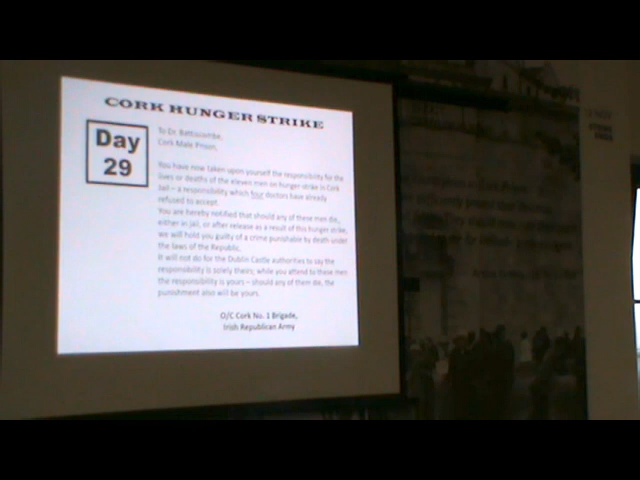 CORK HUNGER STRIKE
Day
29
To Dr. Battiscombe,
Cork Male Prison,
You have now taken upon yourself the responsibility for the
lives or deaths of the eleven men on hunger-strike in Cork
Jail – a responsibility which four doctors have already
refused to accept.
You are hereby notified that should any of these men die,
either in jail, or after release as a result of this hunger strike,
we will hold you guilty of a crime punishable by death under
the laws of the Republic.
It will not do for the Dublin Castle authorities to say the
responsibility is solely theirs, while you attend to these men
the responsibility is yours – should any of them die, the
punishment also will be yours.
O/C Cork No. 1 Brigade,
Irish Republican Army